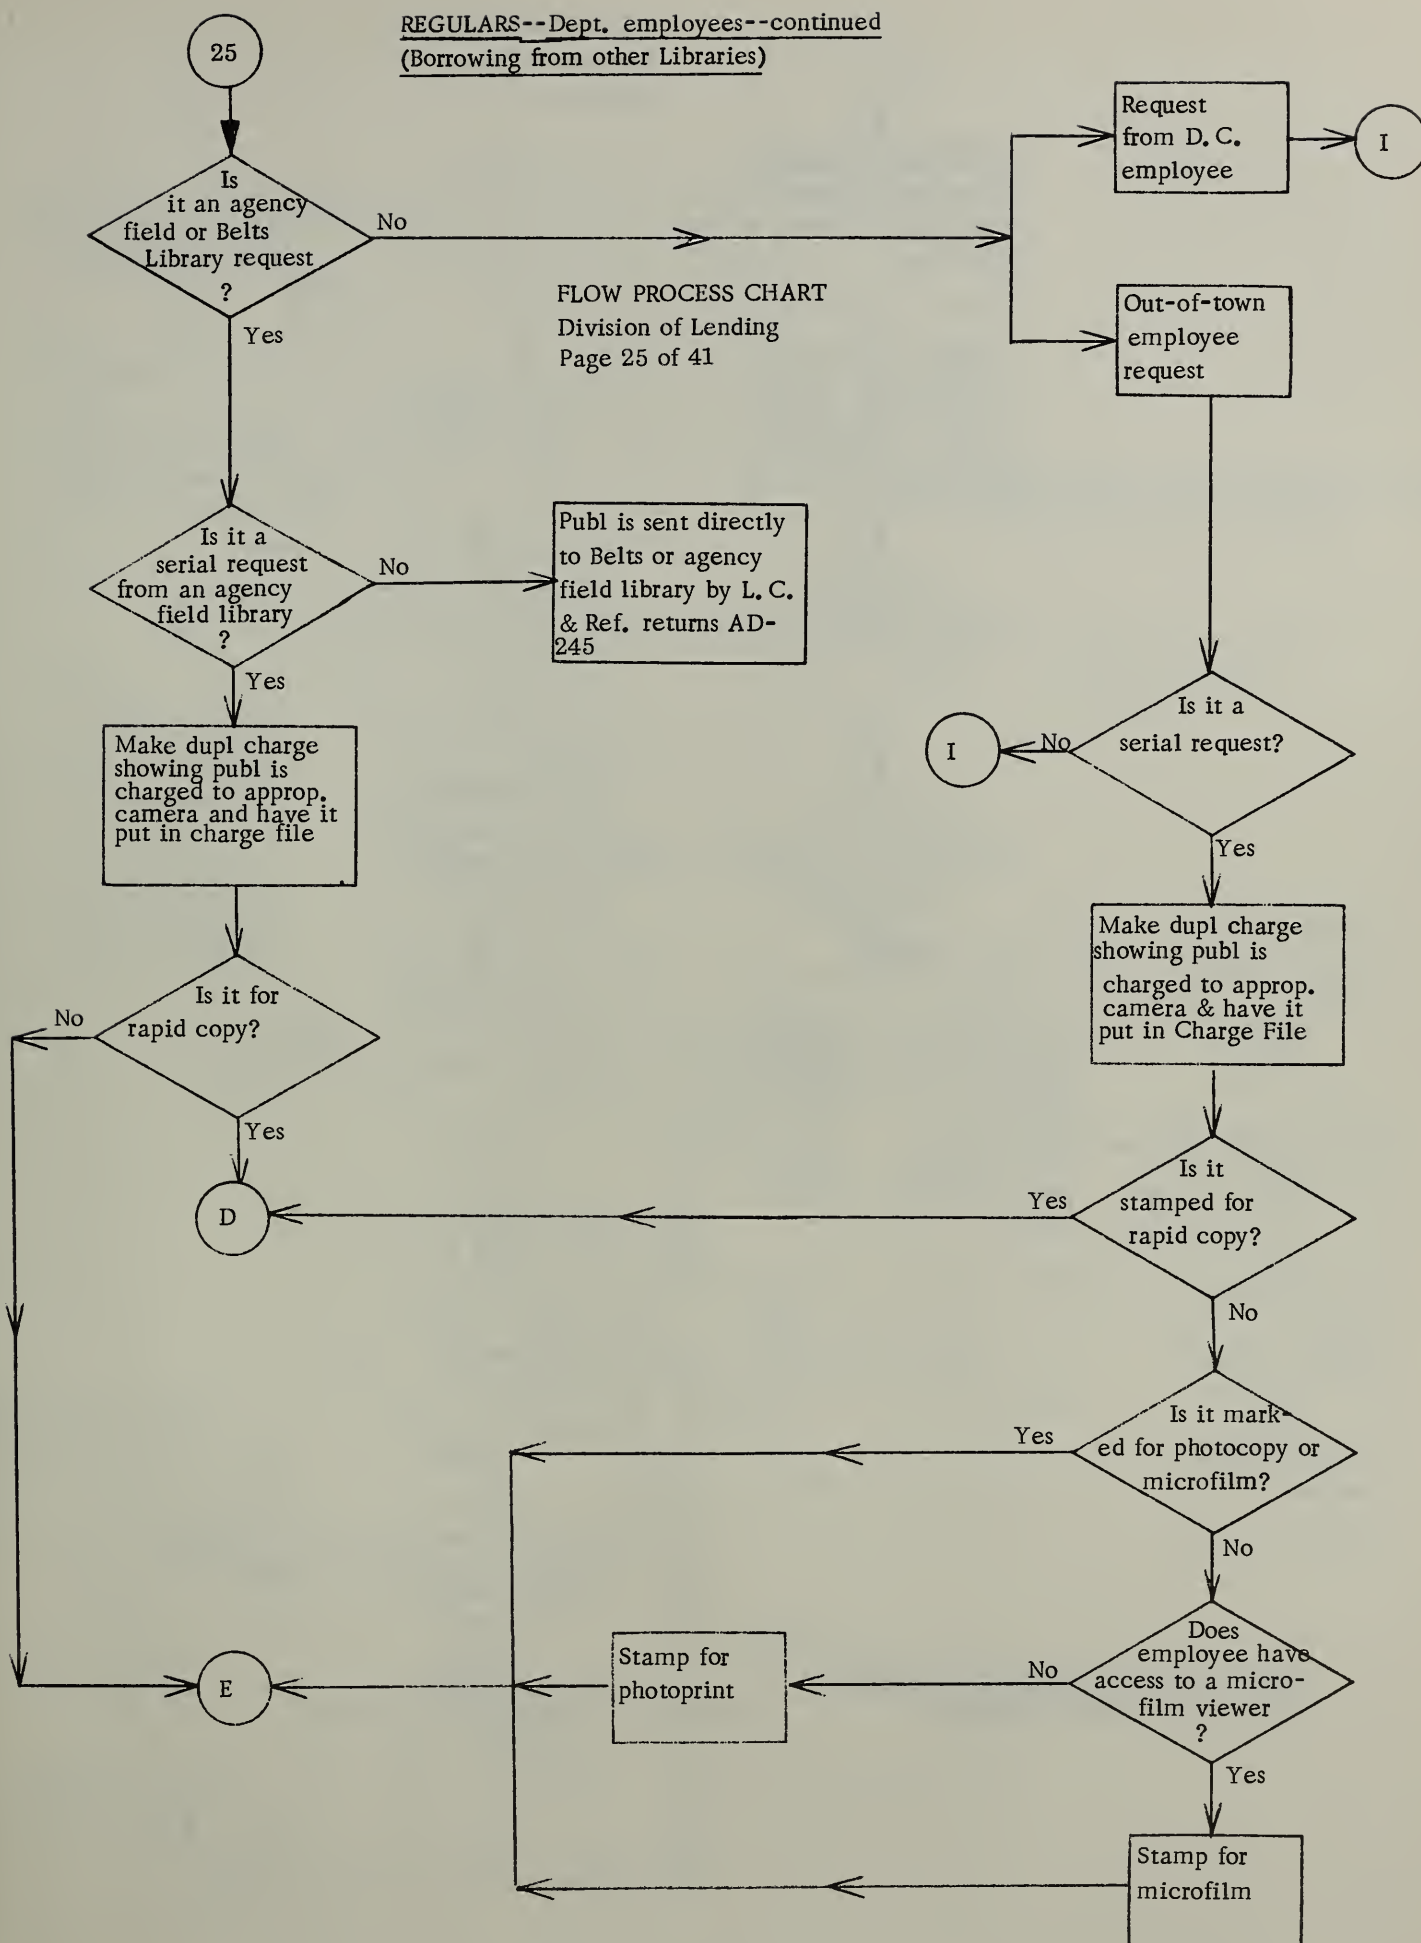 REGULARS--Dept. employees--continued
(Borrowing from other Libraries)
25
Is
it an agency
field or Belts
Library request
?
No
Yes
Request
from D. C.
employee
I
FLOW PROCESS CHART
Division of Lending
Page 25 of 41
Out-of-town
employee
request
Is it a
serial request
from an agency
field library
?
No
Yes
Publ is sent directly
to Belts or agency
field library by L. C.
& Ref. returns AD-
245
Is it a
serial request?
No
I
Yes
Make dupl charge
showing publ is
charged to approp.
camera and have it
put in charge file
Make dupl charge
showing publ is
charged to approp.
camera & have it
put in Charge File
Is it for
rapid copy?
No
Yes
D
Is it
stamped for
rapid copy?
Yes
No
Is it mark-
ed for photocopy or
microfilm?
Yes
No
Does
employee have
access to a micro-
film viewer
?
No
Yes
Stamp for
photoprint
E
Stamp for
microfilm